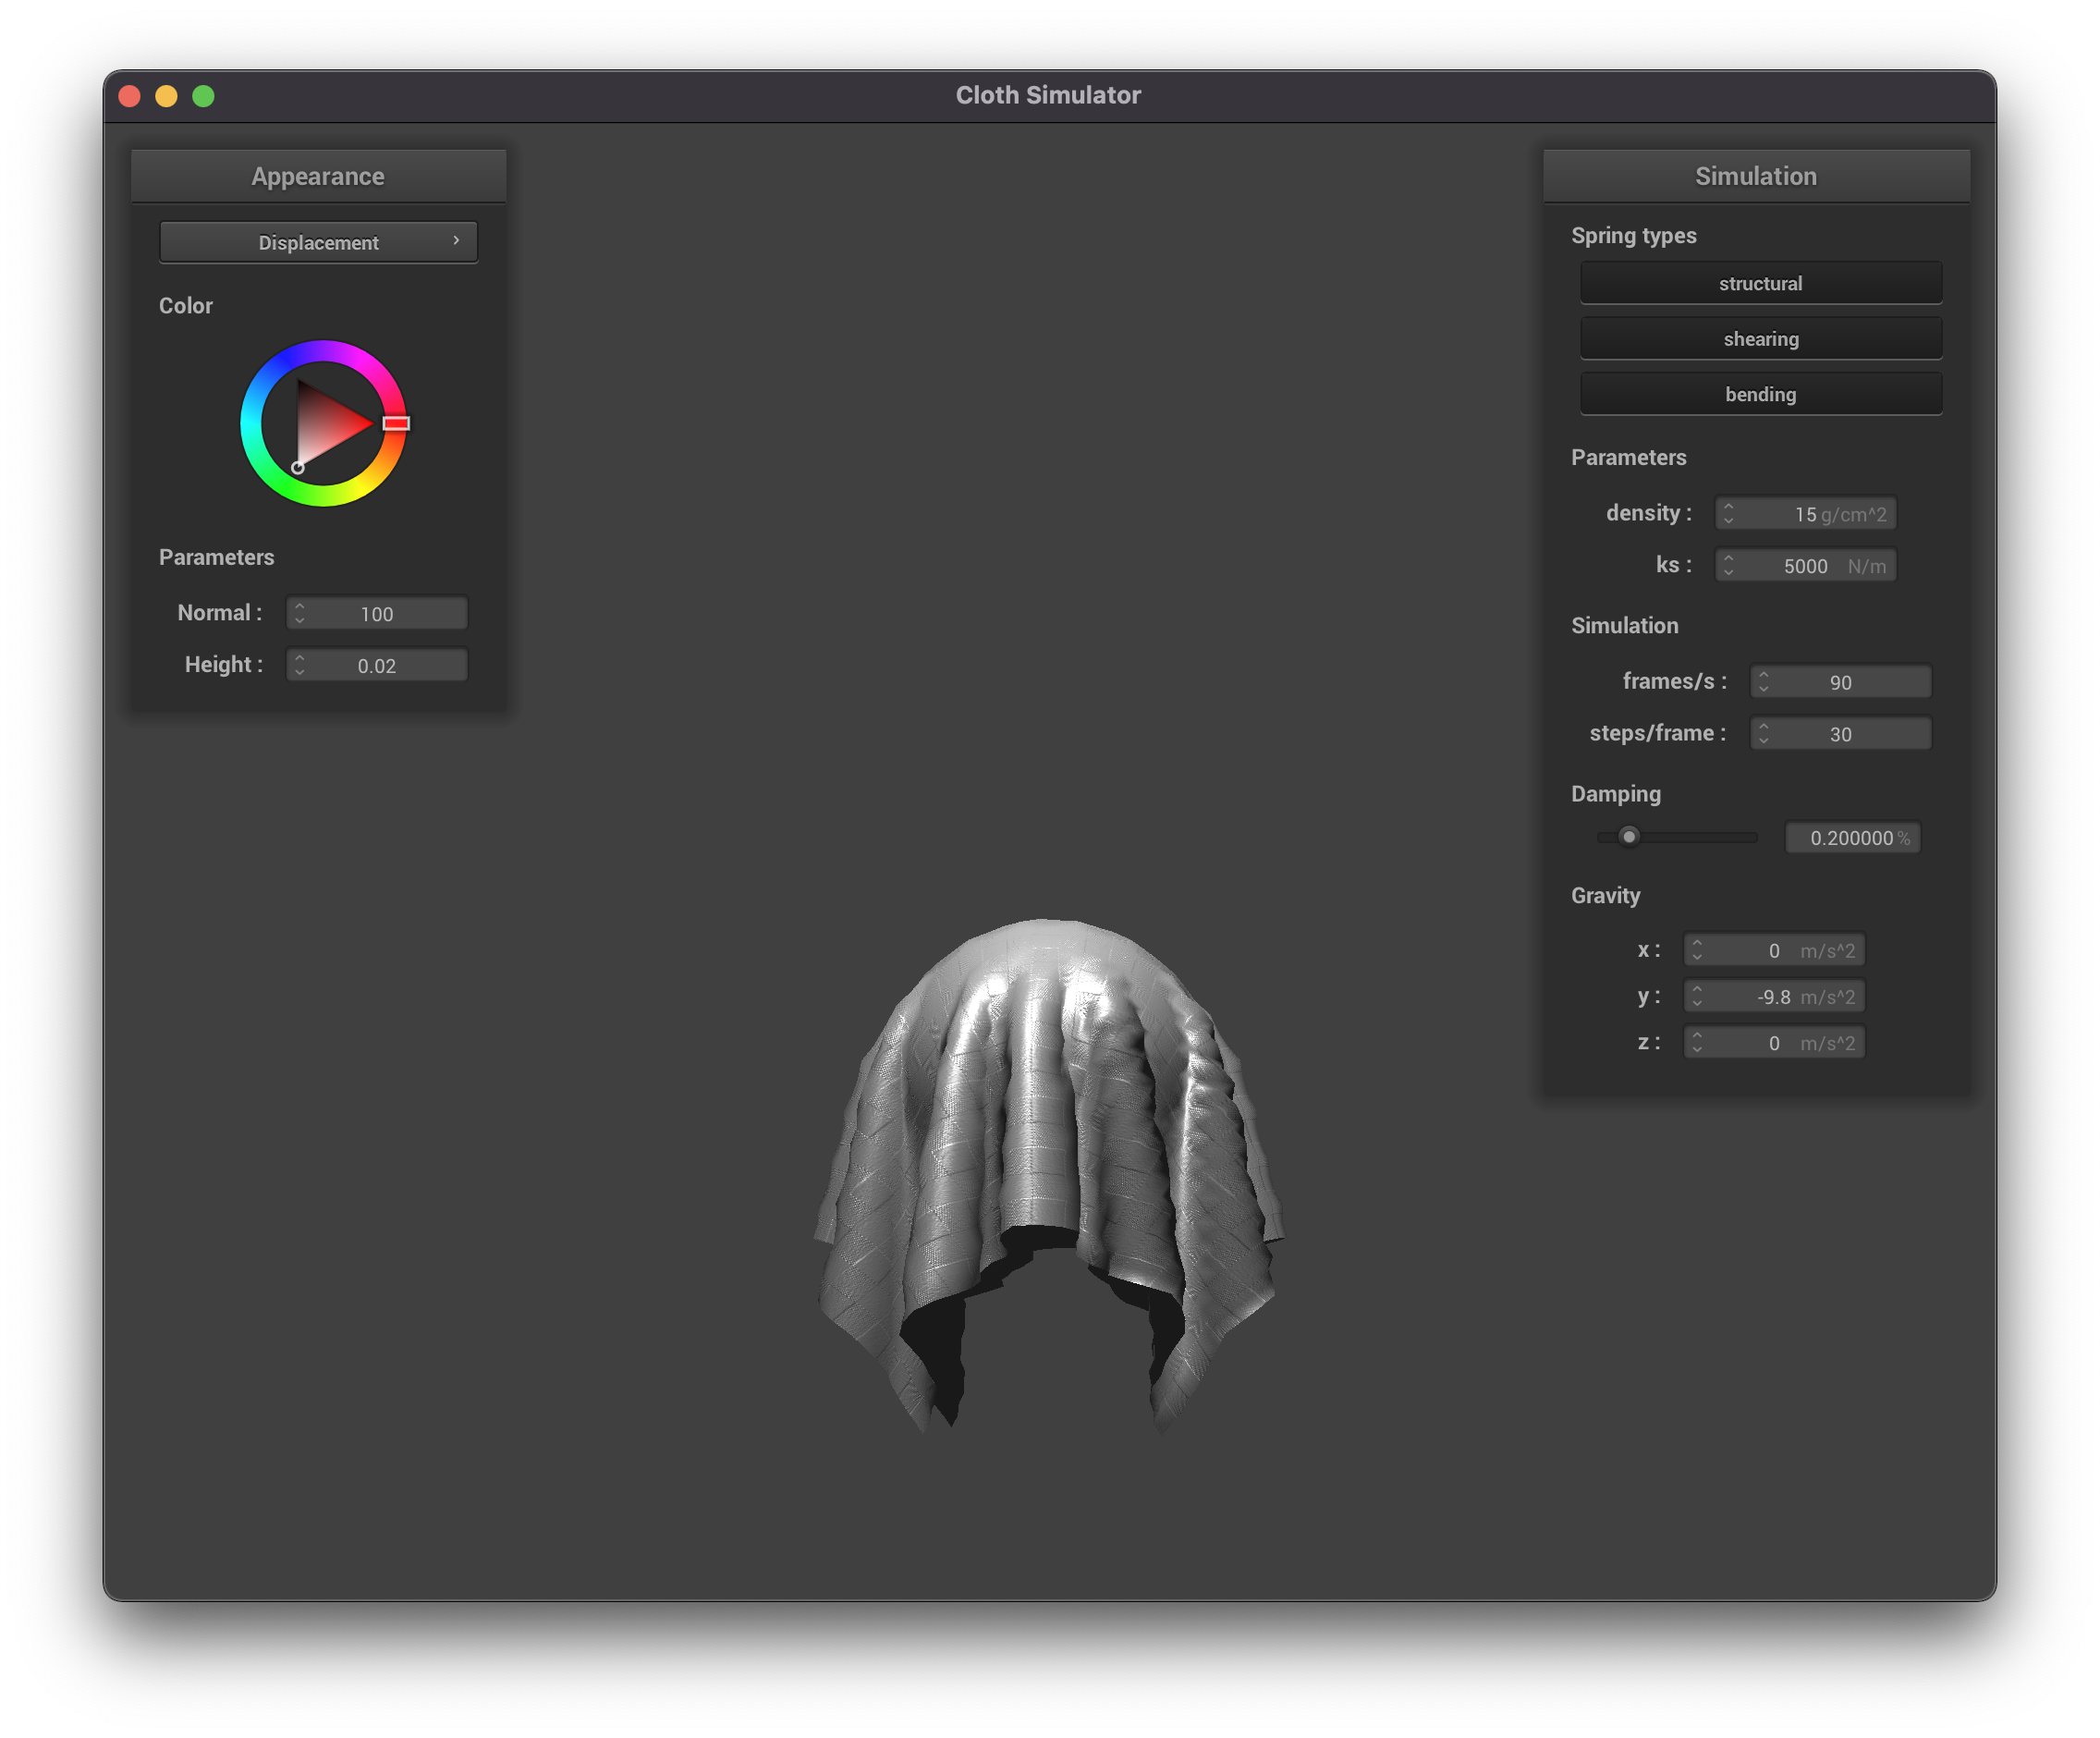 Cloth Simulator
Appearance
Displacement
Color
Parameters
Normal : 100
Height : 0.02
Simulation
Spring types
structural
shearing
bending
Parameters
density : 15 g/cm^2
ks : 5000 N/m
Simulation
frames/s : 90
steps/frame : 30
Damping
0.200000 %
Gravity
x : 0 m/s^2
y : -9.8 m/s^2
z : 0 m/s^2